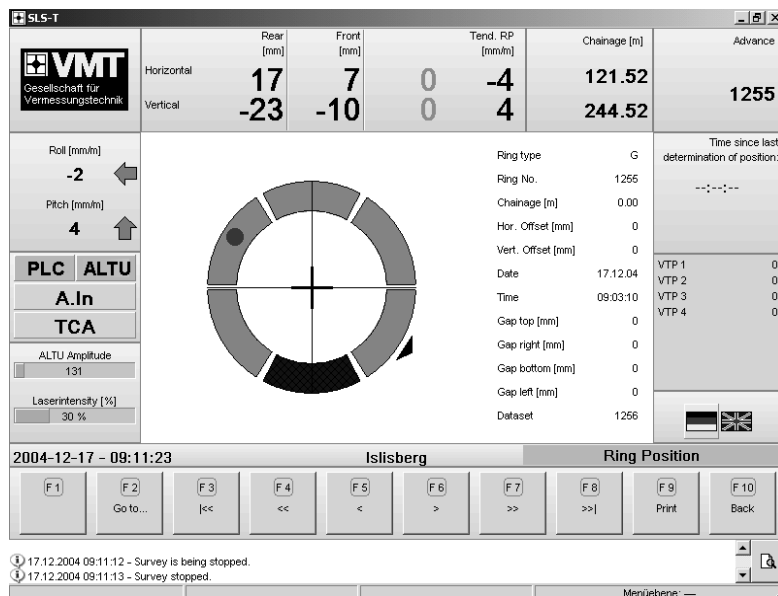 SLS-T
VMT
Gesellschaft für
Vermessungstechnik
Rear
[mm]
Front
[mm]
Tend. RP
[mm/m]
Chainage [m]
Advance
Horizontal
17
7
0
-4
121.52
Vertical
-23
-10
0
4
244.52
1255
Roll [mm/m]
-2
Pitch [mm/m]
4
PLC
ALTU
A.In
TCA
ALTU Amplitude
131
Laserintensity [%]
30 %
Ring type G
Ring No. 1255
Chainage [m] 0.00
Hor. Offset [mm] 0
Vert. Offset [mm] 0
Date 17.12.04
Time 09:03:10
Gap top [mm] 0
Gap right [mm] 0
Gap bottom [mm] 0
Gap left [mm] 0
Dataset 1256
Time since last
determination of position:
--:--:--
VTP 1 0
VTP 2 0
VTP 3 0
VTP 4 0
2004-12-17 - 09:11:23
Islisberg
Ring Position
F 1
F 2
Go to...
F 3
|<<
F 4
<<
F 5
<
F 6
>
F 7
>>
F 8
>>|
F 9
Print
F 10
Back
17.12.2004 09:11:12 - Survey is being stopped.
17.12.2004 09:11:13 - Survey stopped.
Menüebene: —